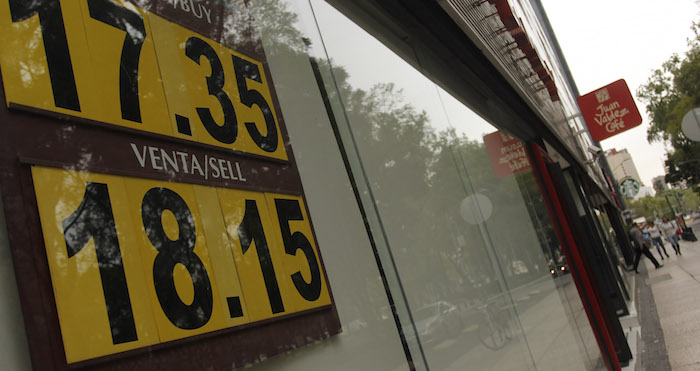 /BUY
17.35
VENTA/SELL
18.15
Juan
Valdez
Café